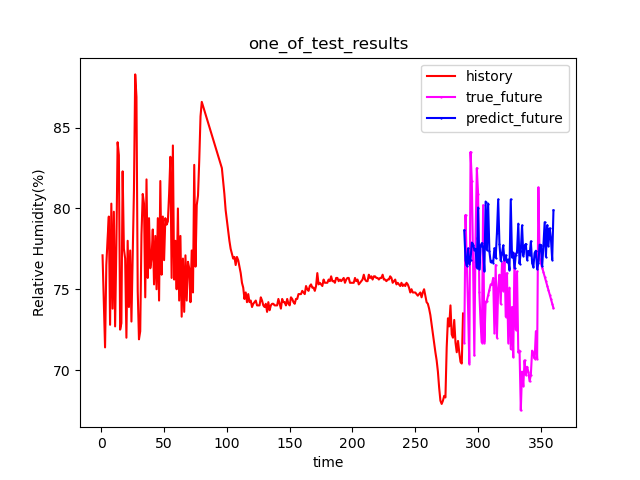 one_of_test_results
history
true_future
predict_future
85
80
75
70
Relative Humidity(%)
0 50 100 150 200 250 300 350
time